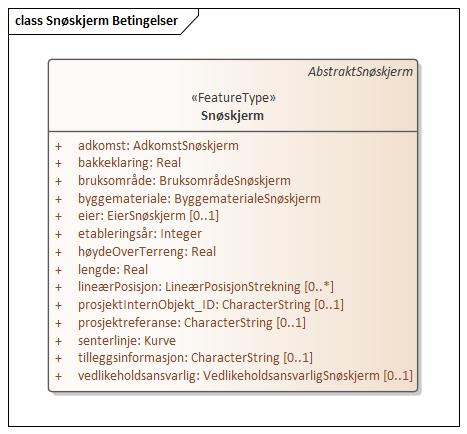 class Snøskjerm Betingelser
AbstraktSnøskjerm
«FeatureType»
Snøskjerm
+ adkomst: AdkomstSnøskjerm
+ bakkeklaring: Real
+ bruksområde: BruksområdeSnøskjerm
+ byggemateriale: ByggematerialeSnøskjerm
+ eier: EierSnøskjerm [0..1]
+ etableringsår: Integer
+ høydeOverTerreng: Real
+ lengde: Real
+ lineærPosisjon: LineærPosisjonStrekning [0..*]
+ prosjektInternObjekt_ID: CharacterString [0..1]
+ prosjektreferanse: CharacterString [0..1]
+ senterlinje: Kurve
+ tilleggsinformasjon: CharacterString [0..1]
+ vedlikeholdsansvarlig: VedlikeholdsansvarligSnøskjerm [0..1]